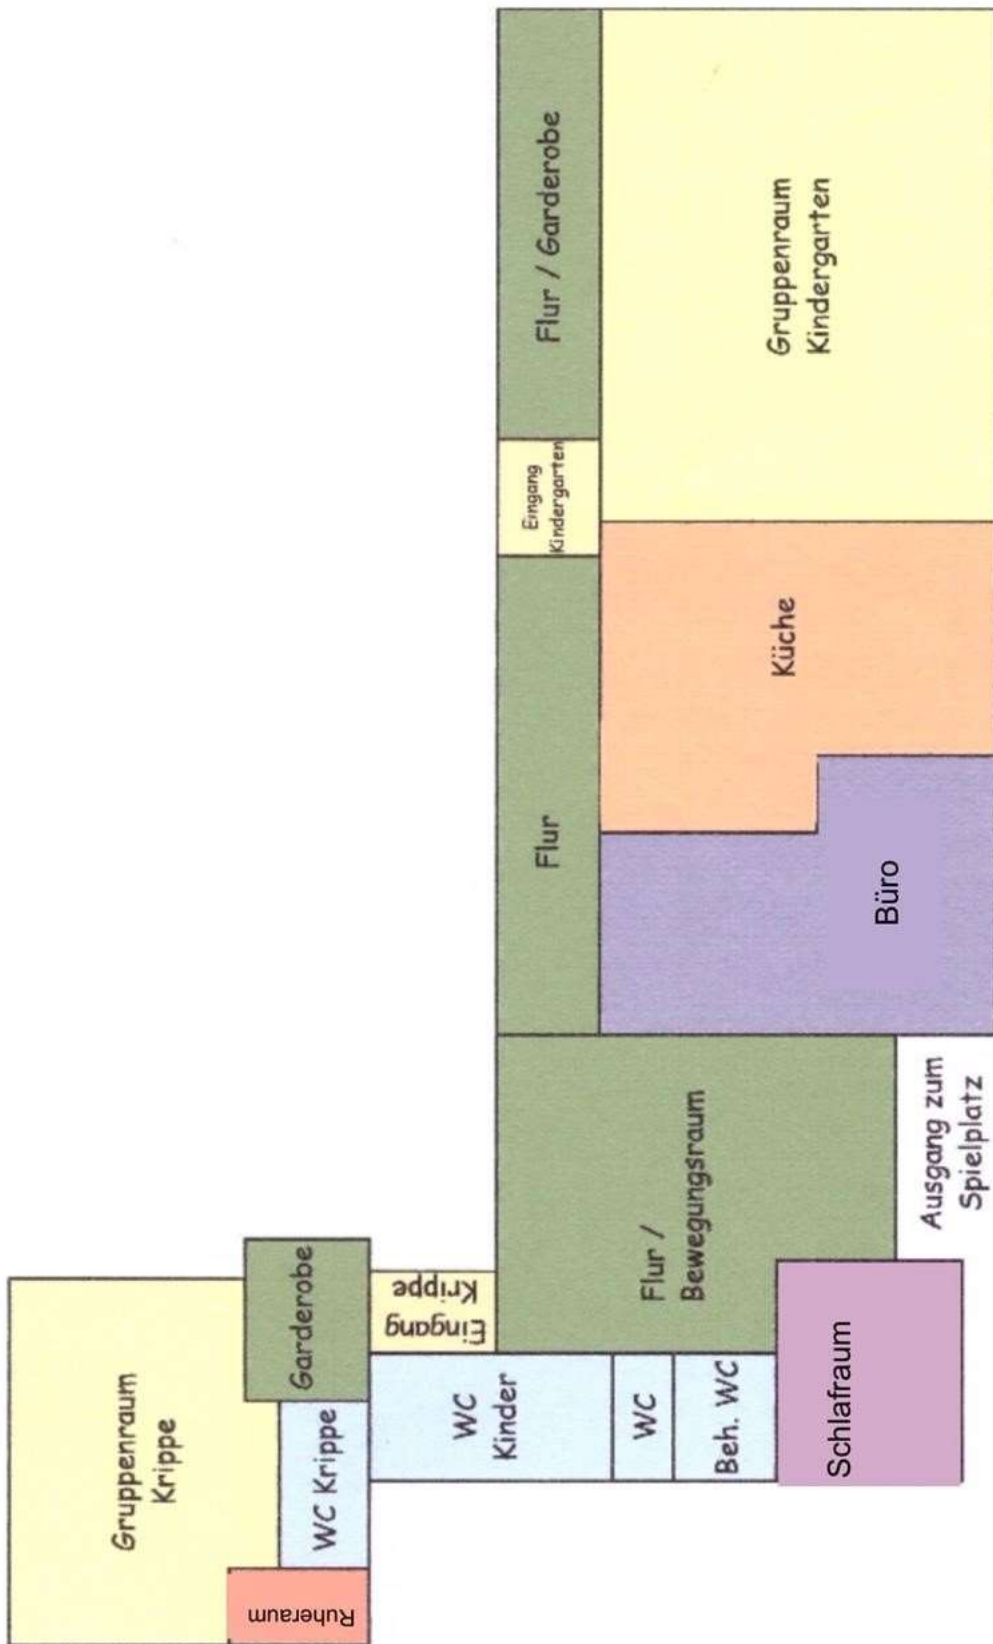 Gruppenraum
Krippe
Ruheraum
WC Krippe
Garderobe
Eingang
Krippe
WC
Kinder
WC
Beh. WC
Schlafraum
Flur /
Bewegungsraum
Ausgang zum
Spielplatz
Flur
Büro
Küche
Eingang
Kindergarten
Flur / Garderobe
Gruppenraum
Kindergarten